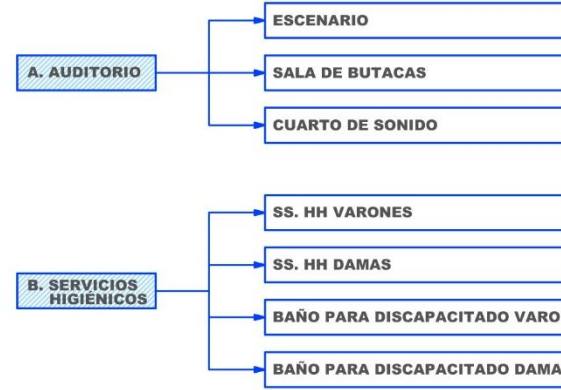 ESCENARIO
A. AUDITORIO
SALA DE BUTACAS
CUARTO DE SONIDO
SS. HH VARONES
SS. HH DAMAS
B. SERVICIOS
HIGIÉNICOS
BAÑO PARA DISCAPACITADO VARO
BAÑO PARA DISCAPACITADO DAMA